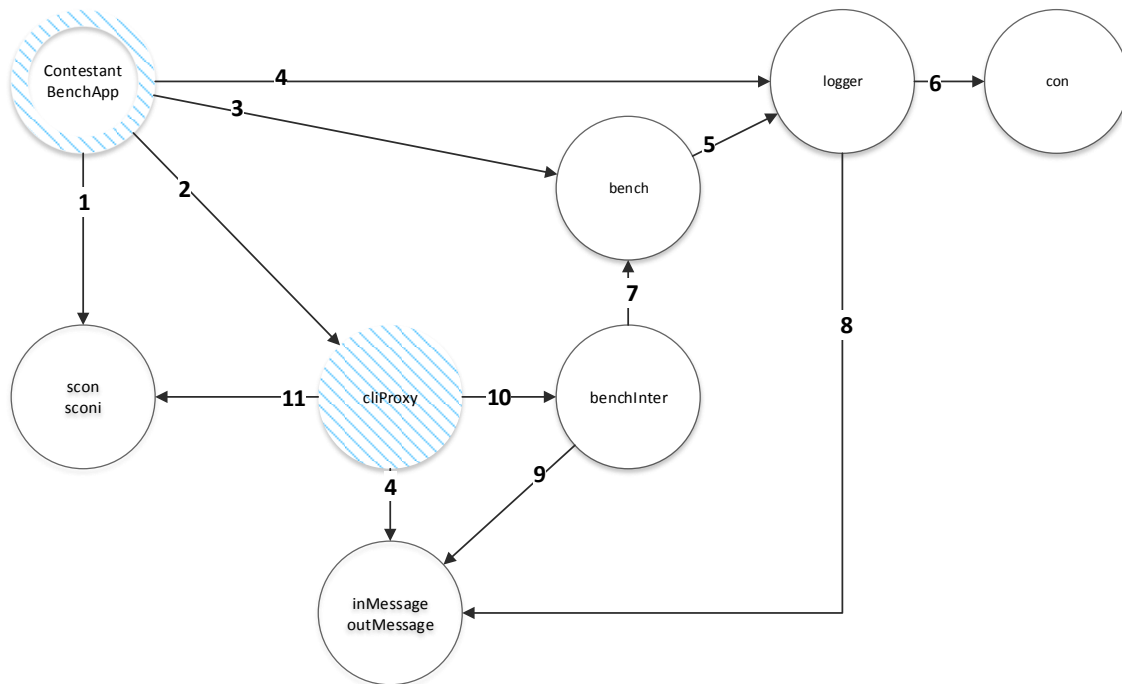 Contestant
BenchApp
4
logger
6
con
3
5
bench
2
1
7
8
scon
sconi
11
cliProxy
10
benchInter
9
4
inMessage
outMessage